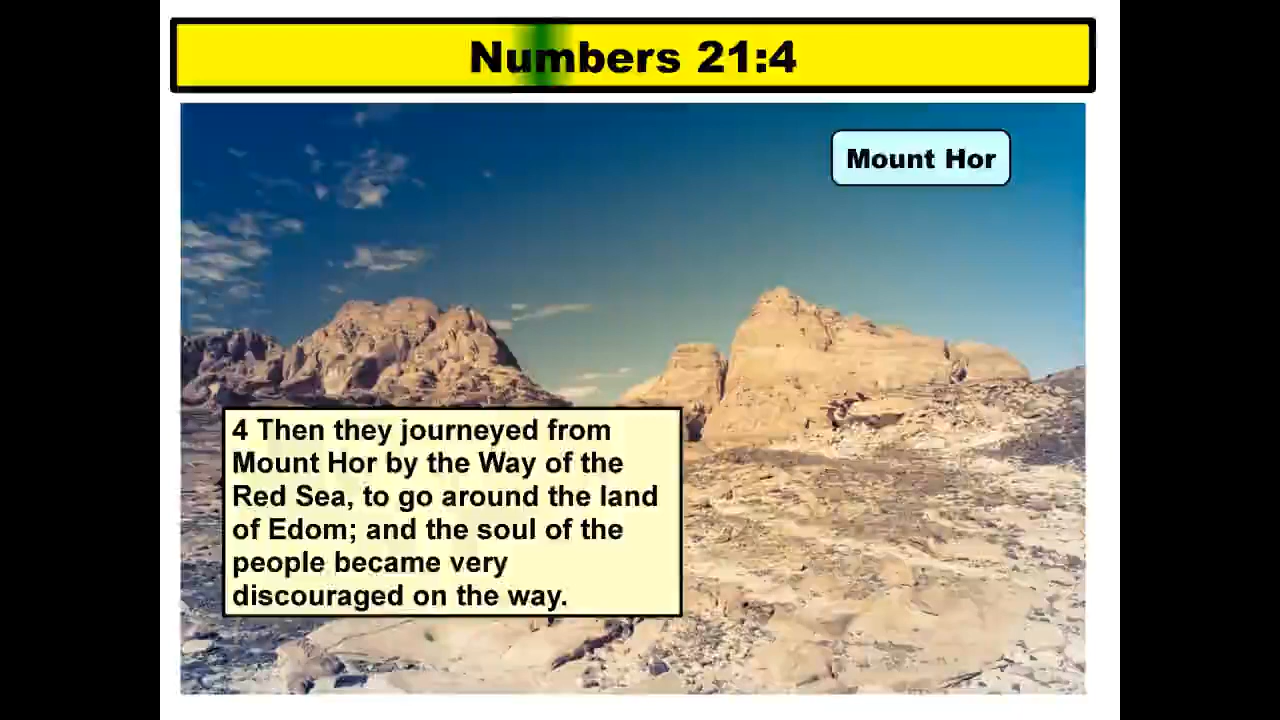 Numbers 21:4
Mount Hor
4 Then they journeyed from
Mount Hor by the Way of the
Red Sea, to go around the land
of Edom; and the soul of the
people became very
discouraged on the way.